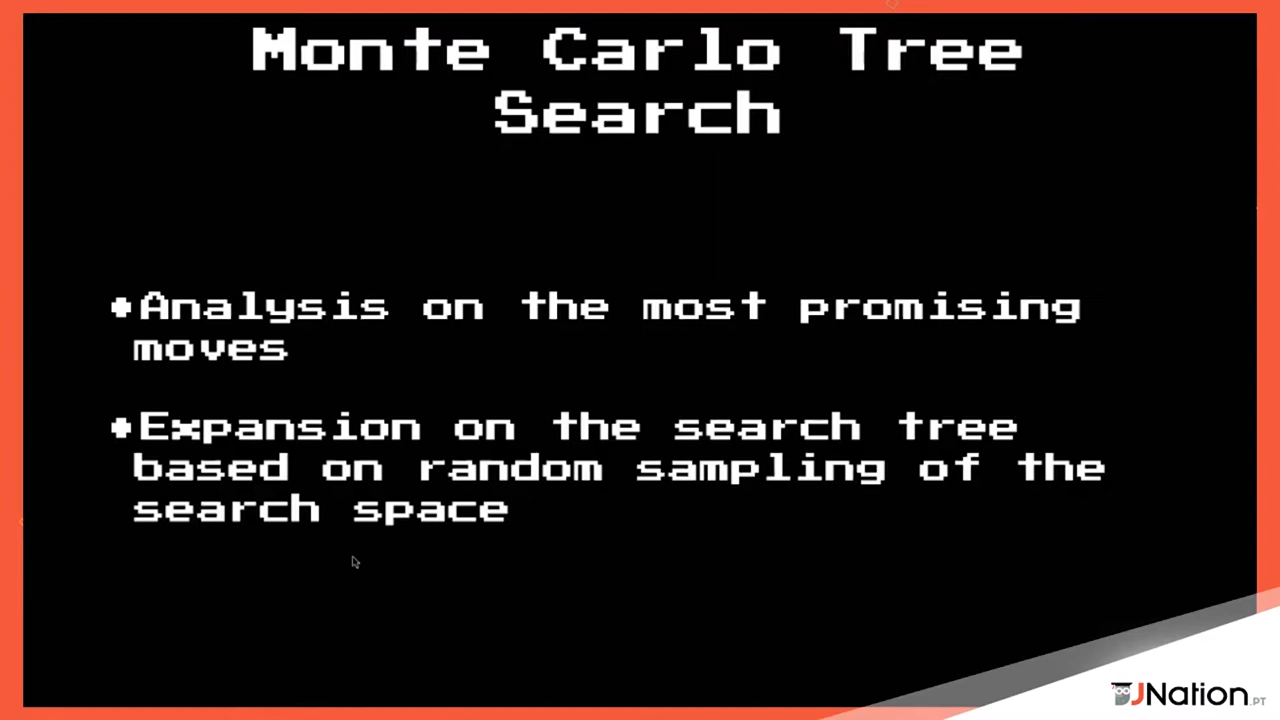 Monte Carlo Tree
Search
•Analysis on the most promising
moves
•Expansion on the search tree
based on random sampling of the
search space
JNation.PT